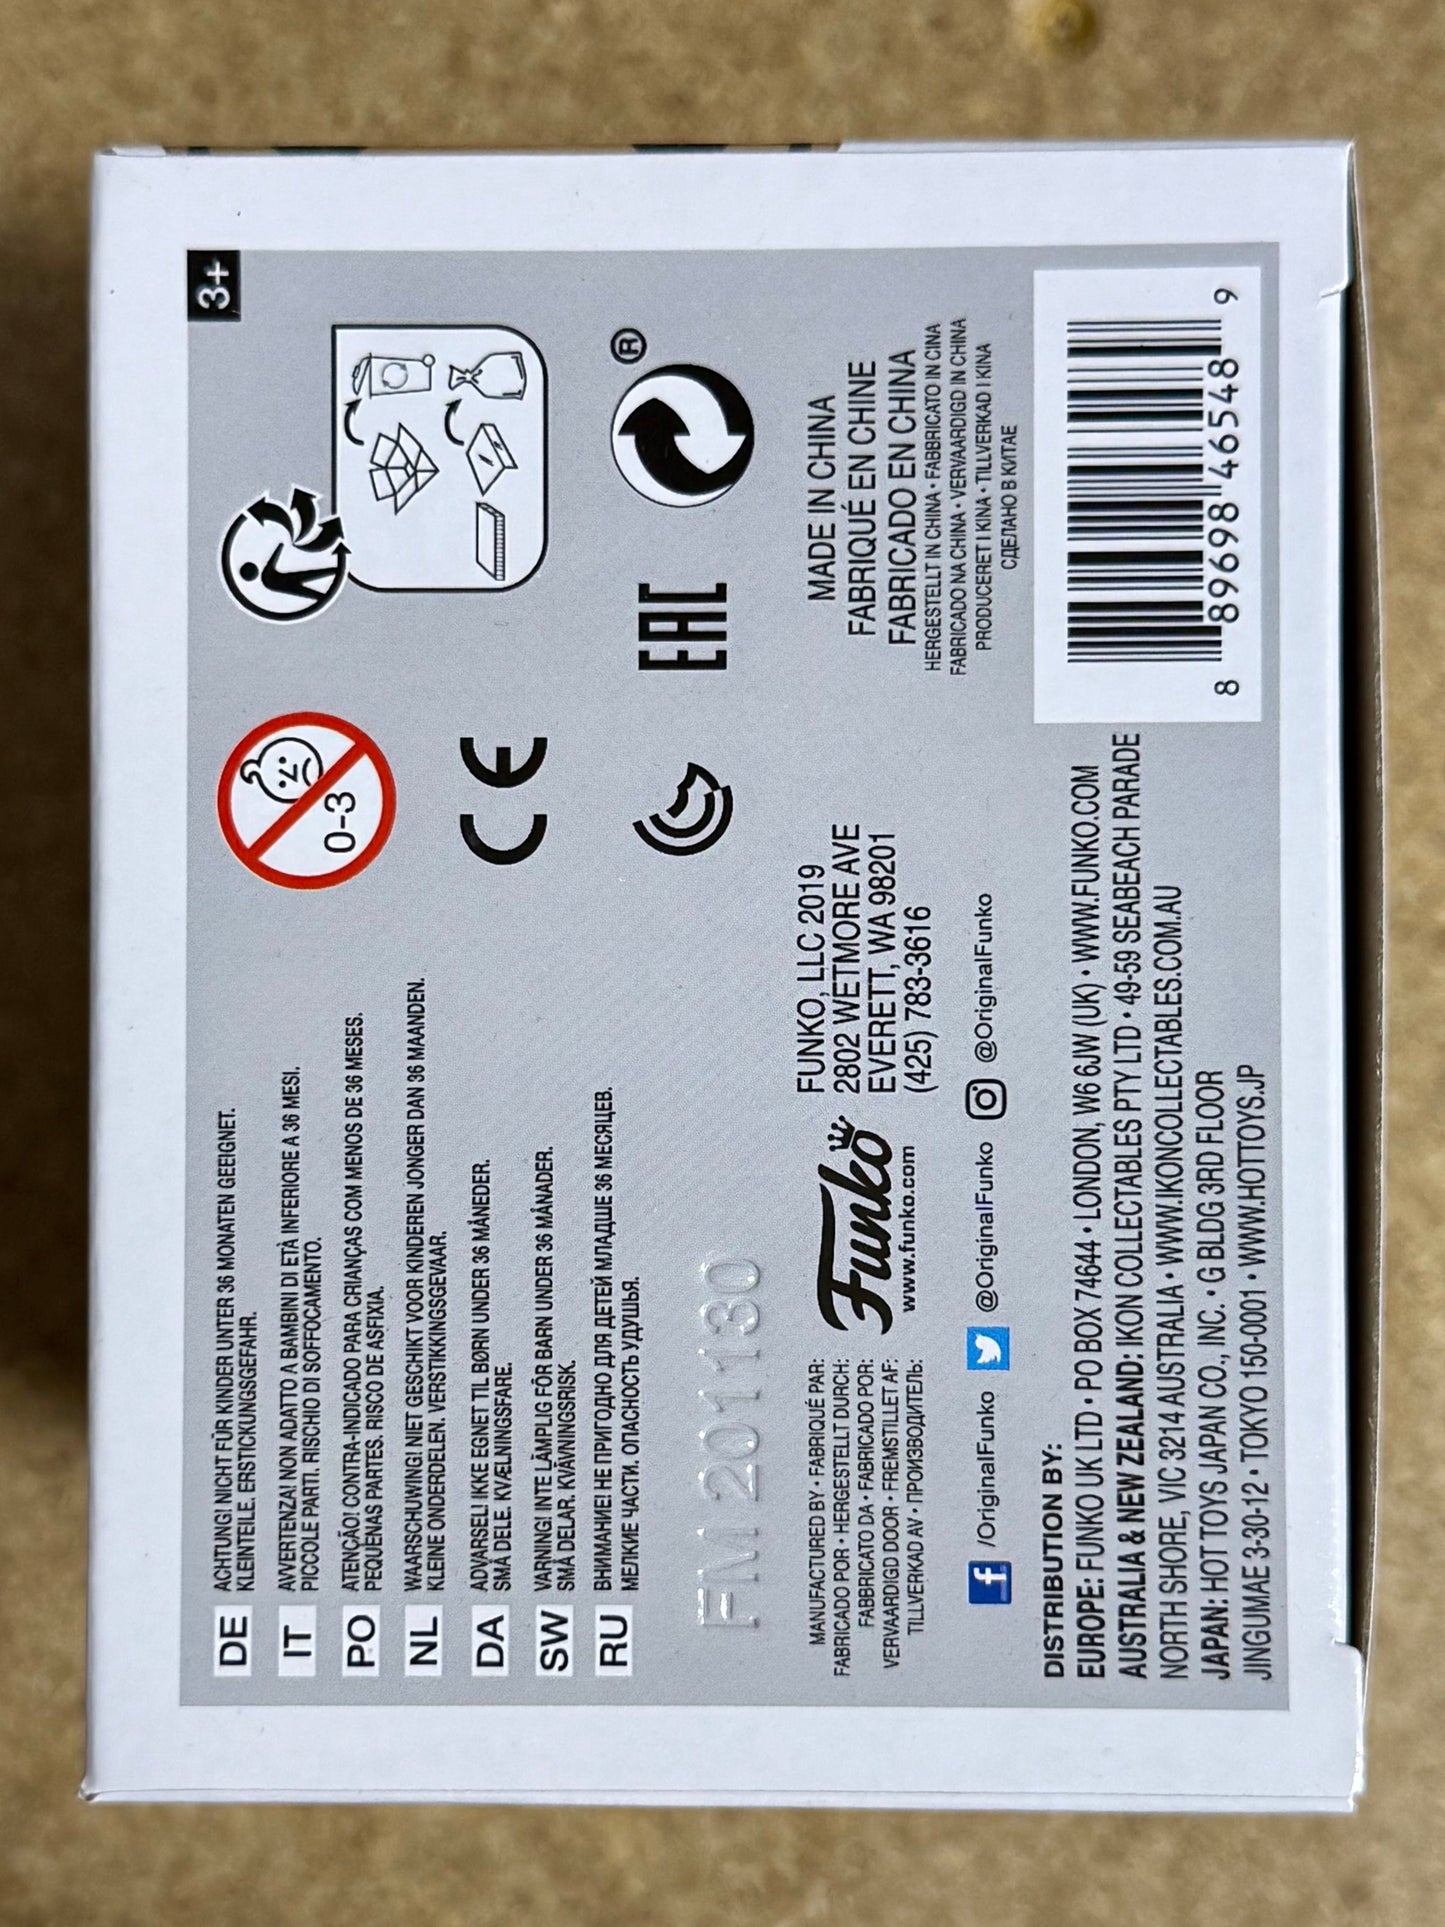 DE ACHTUNG! NICHT FÜR KINDER UNTER 36 MONATEN GEEIGNET.
KLEINTEILE. ERSTICKUNGSGEFAHR.
IT AVVERTENZA! NON ADATTO A BAMBINI DI ETÀ INFERIORE A 36 MESI.
PICCOLE PARTI. RISCHIO DI SOFFOCAMENTO.
PO ATENÇÃO! CONTRA-INDICADO PARA CRIANÇAS COM MENOS DE 36 MESES.
PEQUENAS PARTES. RISCO DE ASFIXIA.
NL WAARSCHUWING! NIET GESCHIKT VOOR KINDEREN JONGER DAN 36 MAANDEN.
KLEINE ONDERDELEN. VERSTIKKINGSGEVAAR.
DA ADVARSEL! IKKE EGNET TIL BØRN UNDER 36 MÅNEDER.
SMÅ DELE. KVÆLNINGSFARE.
SW VARNING! INTE LÄMPLIG FÖR BARN UNDER 36 MÅNADER.
SMÅ DELAR. KVÄVNINGSRISK.
RU ВНИМАНИЕ! НЕ ПРИГОДНО ДЛЯ ДЕТЕЙ МЛАДШЕ 36 МЕСЯЦЕВ.
МЕЛКИЕ ЧАСТИ. ОПАСНОСТЬ УДУШЬЯ.
0-3
3+
CE
EAC
®
FM 201130
MANUFACTURED BY • FABRIQUÉ PAR:
FABRICADO POR • HERGESTELLT DURCH:
FABBRICATO DA • FABRICADO POR:
VERVAARDIGD DOOR • FREMSTILLET AF:
TILLVERKAD AV • ПРОИЗВОДИТЕЛЬ:
Funko
www.funko.com
FUNKO, LLC 2019
2802 WETMORE AVE
EVERETT, WA 98201
(425) 783-3616
MADE IN CHINA
FABRIQUÉ EN CHINE
FABRICADO EN CHINA
HERGESTELLT IN CHINA • FABBRICATO IN CINA
FABRICADO NA CHINA • VERVAARDIGD IN CHINA
PRODUCERET I KINA • TILLVERKAD I KINA
СДЕЛАНО В КИТАЕ
f /OriginalFunko @OriginalFunko @OriginalFunko
DISTRIBUTION BY:
EUROPE: FUNKO UK LTD • PO BOX 74644 • LONDON, W6 6JW (UK) • WWW.FUNKO.COM
AUSTRALIA & NEW ZEALAND: IKON COLLECTABLES PTY LTD • 49-59 SEABEACH PARADE
NORTH SHORE, VIC 3214 AUSTRALIA • WWW.IKONCOLLECTABLES.COM.AU
JAPAN: HOT TOYS JAPAN CO., INC. • G BLDG 3RD FLOOR
JINGUMAE 3-30-12 • TOKYO 150-0001 • WWW.HOTTOYS.JP
8 89698 46548 9